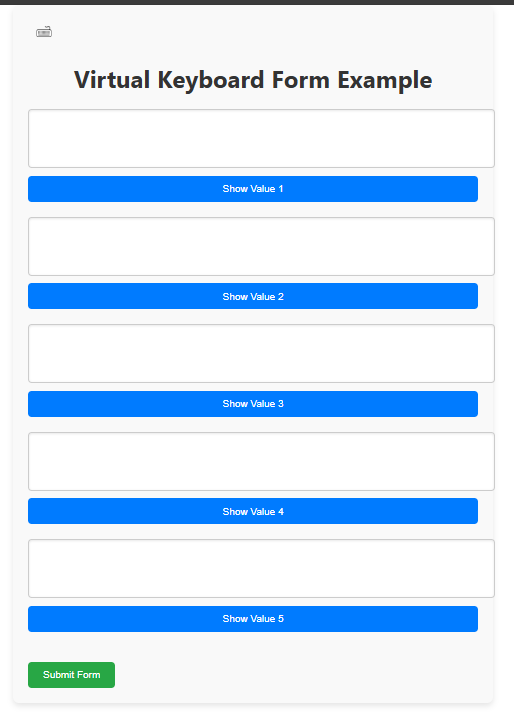 Virtual Keyboard Form Example
Show Value 1
Show Value 2
Show Value 3
Show Value 4
Show Value 5
Submit Form